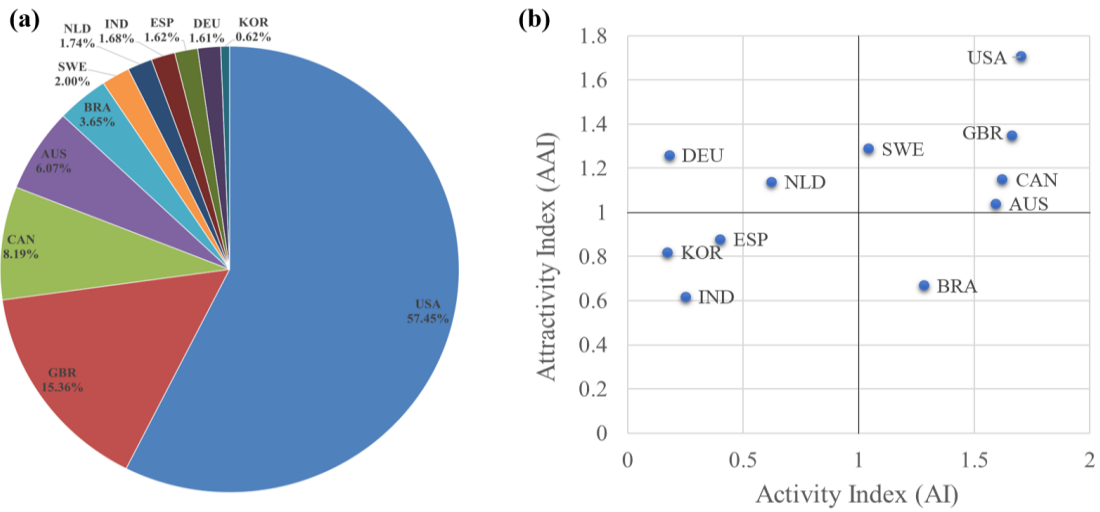 (a)
NLD
1.74%
IND
1.68%
ESP
1.62%
DEU
1.61%
KOR
0.62%
SWE
2.00%
BRA
3.65%
AUS
6.07%
CAN
8.19%
GBR
15.36%
USA
57.45%
(b)
Attractivity Index (AAI)
1.8
1.6
1.4
1.2
1
0.8
0.6
0.4
0.2
0
USA
GBR
SWE
DEU
CAN
NLD
AUS
ESP
KOR
BRA
IND
0
0.5
1
1.5
2
Activity Index (AI)